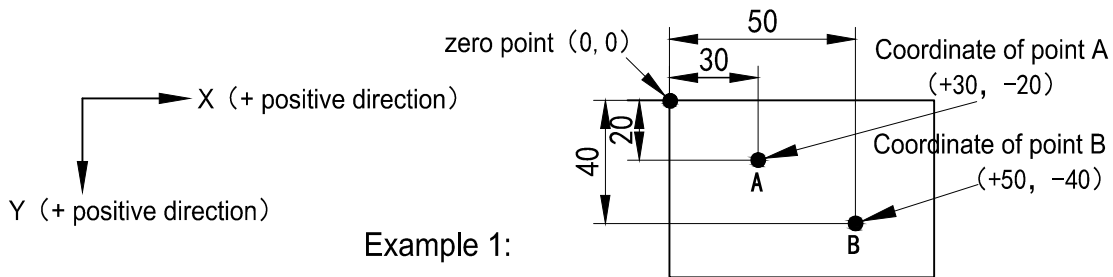 50
zero point (0, 0)
30
Coordinate of point A
(+30, -20)
X (+ positive direction)
20
40
A
Coordinate of point B
(+50, -40)
Y (+ positive direction)
B
Example 1: